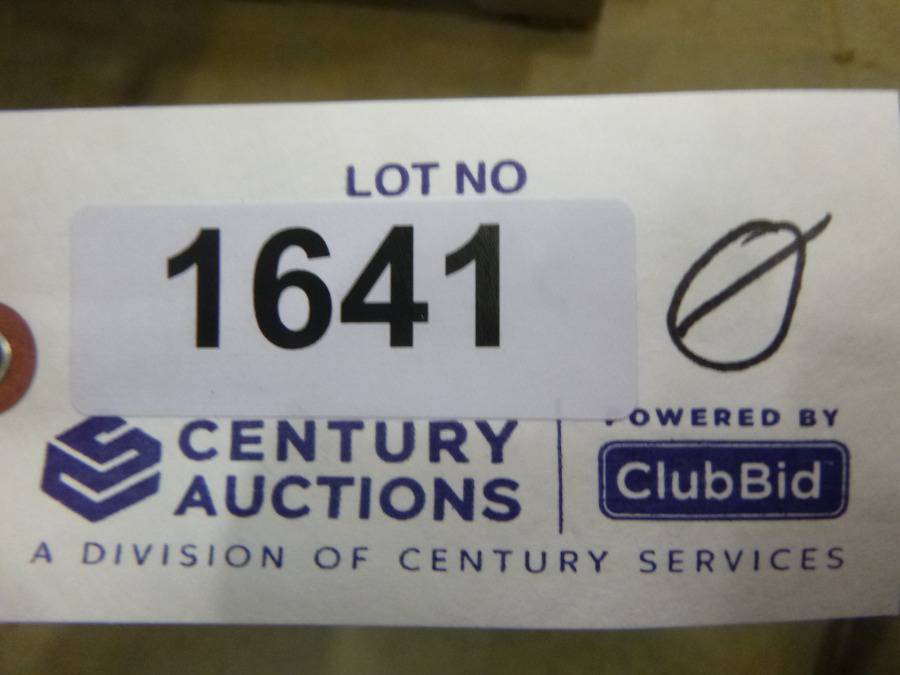 LOT NO
1641
Ø
CENTURY
AUCTIONS
POWERED BY
ClubBid
A DIVISION OF CENTURY SERVICES